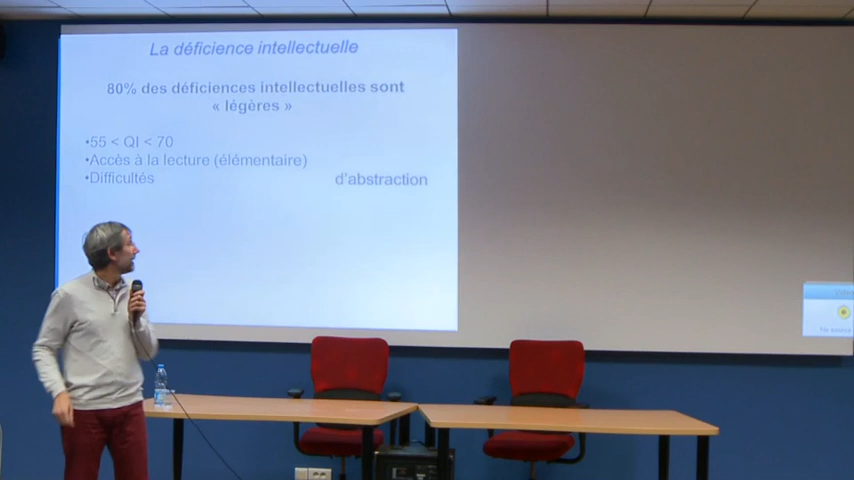 La déficience intellectuelle
80% des déficiences intellectuelles sont
« légères »
•55 < QI < 70
•Accès à la lecture (élémentaire)
•Difficultés d'abstraction